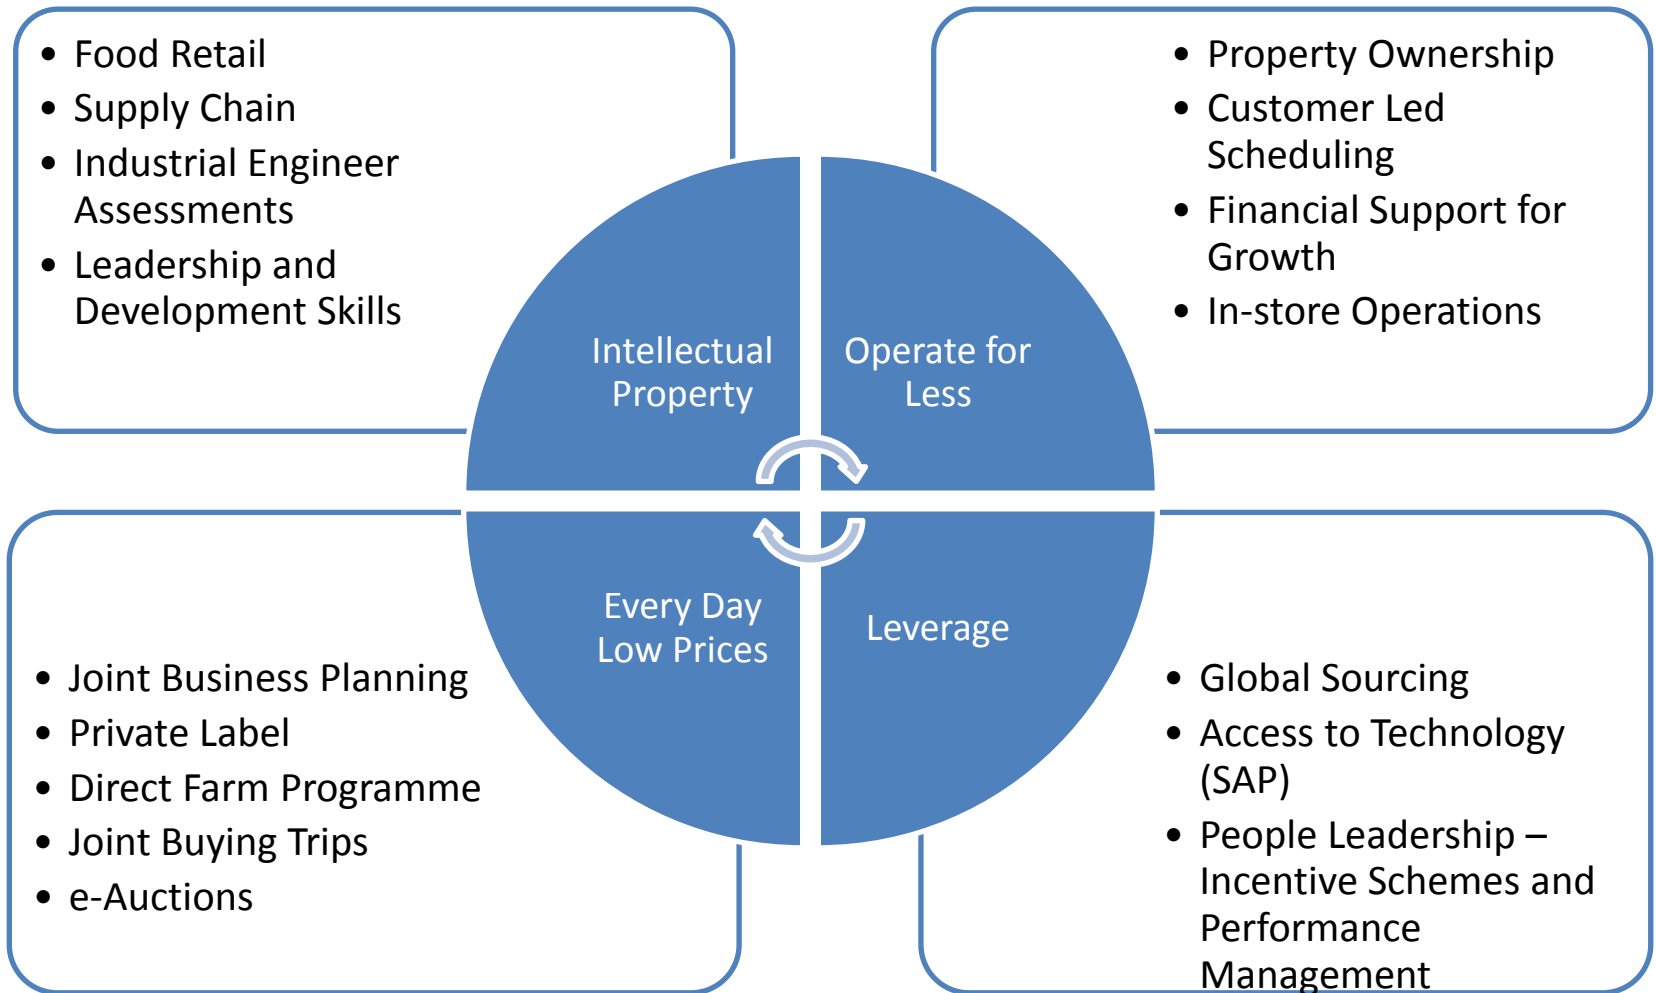 • Food Retail
• Supply Chain
• Industrial Engineer
Assessments
• Leadership and
Development Skills
• Property Ownership
• Customer Led
Scheduling
• Financial Support for
Growth
• In-store Operations
Intellectual
Property
Operate for
Less
Every Day
Low Prices
Leverage
• Joint Business Planning
• Private Label
• Direct Farm Programme
• Joint Buying Trips
• e-Auctions
• Global Sourcing
• Access to Technology
(SAP)
• People Leadership –
Incentive Schemes and
Performance
Management